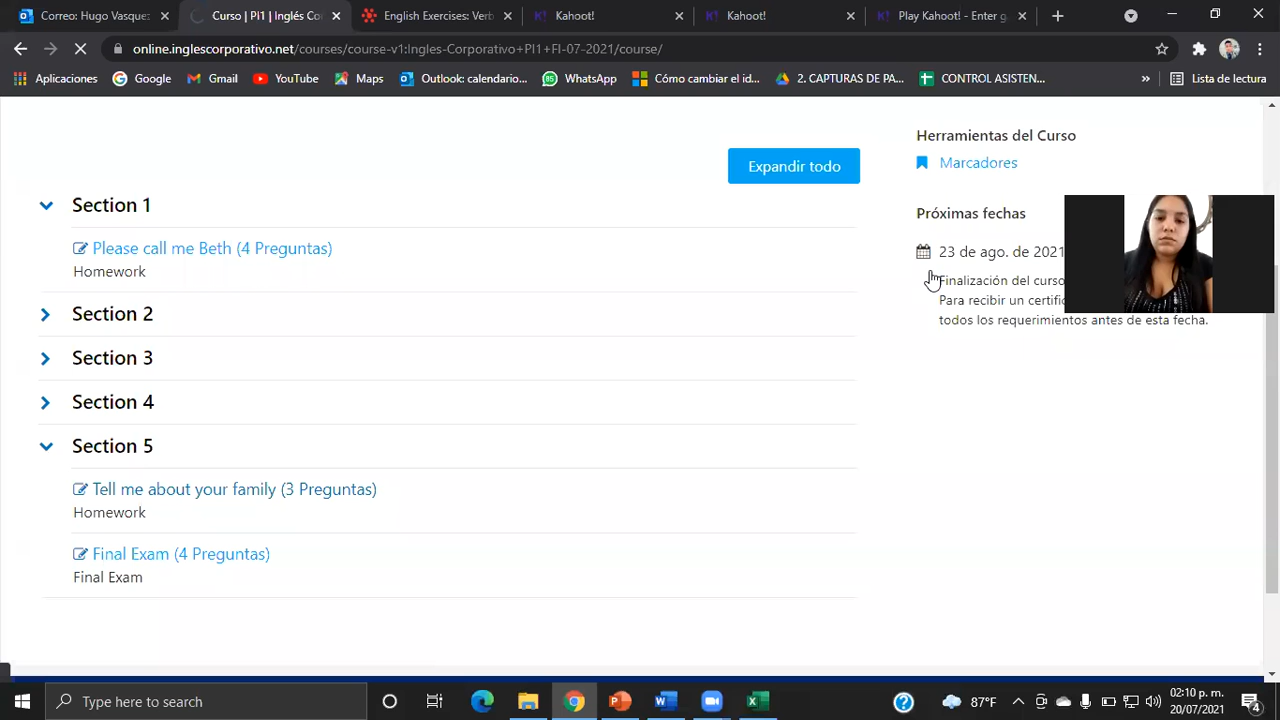 Correo: Hugo Vasquez
Curso | PI1 | Inglés Co
English Exercises: Verb
Kahoot!
Kahoot!
Play Kahoot! - Enter g
online.inglescorporativo.net/courses/course-v1:Ingles-Corporativo+PI1+FI-07-2021/course/
Aplicaciones
Google
Gmail
YouTube
Maps
Outlook: calendario...
WhatsApp
Cómo cambiar el id...
2. CAPTURAS DE PA...
CONTROL ASISTEN...
»
Lista de lectura
Expandir todo
Section 1
Please call me Beth (4 Preguntas)
Homework
Section 2
Section 3
Section 4
Section 5
Tell me about your family (3 Preguntas)
Homework
Final Exam (4 Preguntas)
Final Exam
Herramientas del Curso
Marcadores
Próximas fechas
23 de ago. de 2021
Finalización del curso
Para recibir un certific
todos los requerimientos antes de esta fecha.
Type here to search
87°F
02:10 p. m.
20/07/2021
4